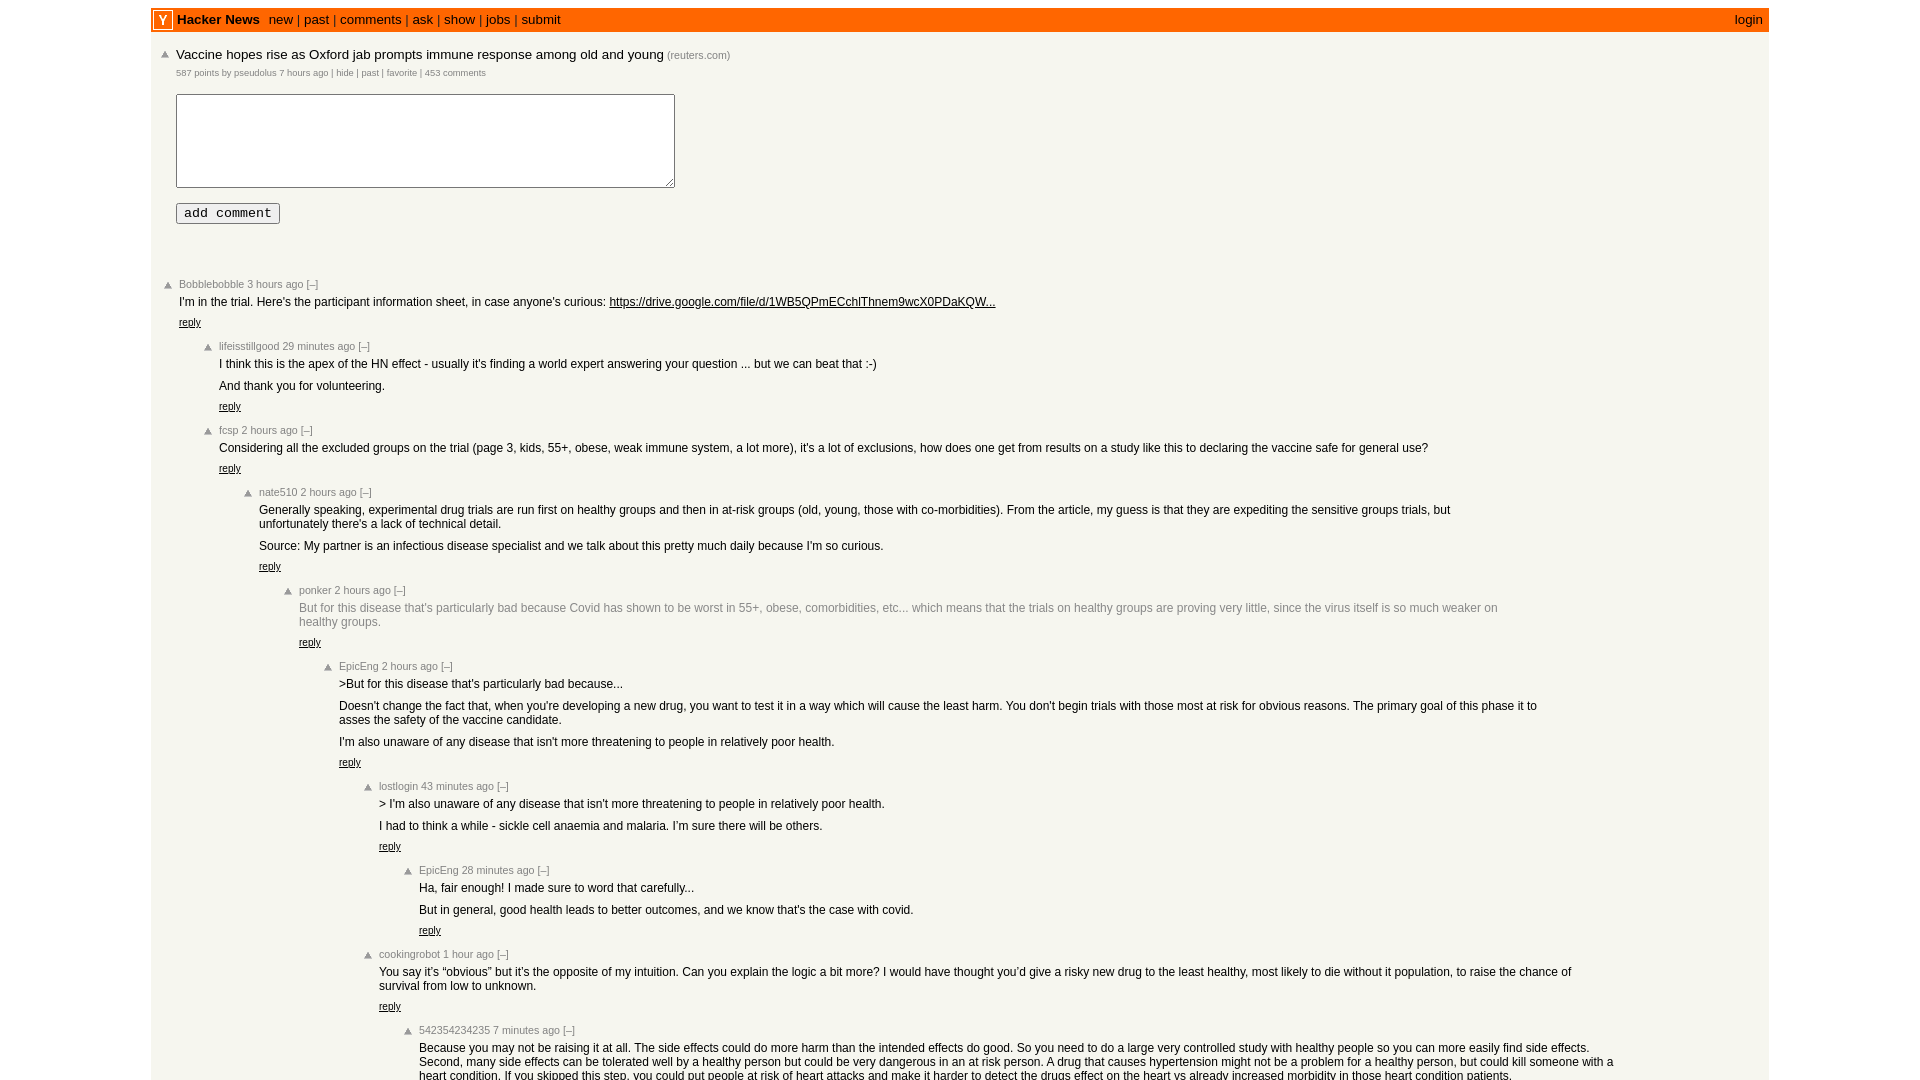 Y Hacker News new | past | comments | ask | show | jobs | submit login
Vaccine hopes rise as Oxford jab prompts immune response among old and young (reuters.com)
587 points by pseudolus 7 hours ago | hide | past | favorite | 453 comments
add comment
Bobblebobble 3 hours ago [–]
I'm in the trial. Here's the participant information sheet, in case anyone's curious: https://drive.google.com/file/d/1WB5QPmECchlThnem9wcX0PDaKQW...
reply
lifeisstillgood 29 minutes ago [–]
I think this is the apex of the HN effect - usually it's finding a world expert answering your question ... but we can beat that :-)
And thank you for volunteering.
reply
fcsp 2 hours ago [–]
Considering all the excluded groups on the trial (page 3, kids, 55+, obese, weak immune system, a lot more), it's a lot of exclusions, how does one get from results on a study like this to declaring the vaccine safe for general use?
reply
nate510 2 hours ago [–]
Generally speaking, experimental drug trials are run first on healthy groups and then in at-risk groups (old, young, those with co-morbidities). From the article, my guess is that they are expediting the sensitive groups trials, but
unfortunately there's a lack of technical detail.
Source: My partner is an infectious disease specialist and we talk about this pretty much daily because I'm so curious.
reply
ponker 2 hours ago [–]
But for this disease that's particularly bad because Covid has shown to be worst in 55+, obese, comorbidities, etc... which means that the trials on healthy groups are proving very little, since the virus itself is so much weaker on
healthy groups.
reply
EpicEng 2 hours ago [–]
>But for this disease that's particularly bad because...
Doesn't change the fact that, when you're developing a new drug, you want to test it in a way which will cause the least harm. You don't begin trials with those most at risk for obvious reasons. The primary goal of this phase it to
asses the safety of the vaccine candidate.
I'm also unaware of any disease that isn't more threatening to people in relatively poor health.
reply
lostlogin 43 minutes ago [–]
> I'm also unaware of any disease that isn't more threatening to people in relatively poor health.
I had to think a while - sickle cell anaemia and malaria. I’m sure there will be others.
reply
EpicEng 28 minutes ago [–]
Ha, fair enough! I made sure to word that carefully...
But in general, good health leads to better outcomes, and we know that's the case with covid.
reply
cookingrobot 1 hour ago [–]
You say it’s “obvious” but it’s the opposite of my intuition. Can you explain the logic a bit more? I would have thought you’d give a risky new drug to the least healthy, most likely to die without it population, to raise the chance of
survival from low to unknown.
reply
542354234235 7 minutes ago [–]
Because you may not be raising it at all. The side effects could do more harm than the intended effects do good. So you need to do a large very controlled study with healthy people so you can more easily find side effects.
Second, many side effects can be tolerated well by a healthy person but could be very dangerous in an at risk person. A drug that causes hypertension might not be a problem for a healthy person, but could kill someone with a
heart condition. If you skipped this step, you could put people at risk of heart attacks and make it harder to detect the drugs effect on the heart vs already increased morbidity in those heart condition patients.